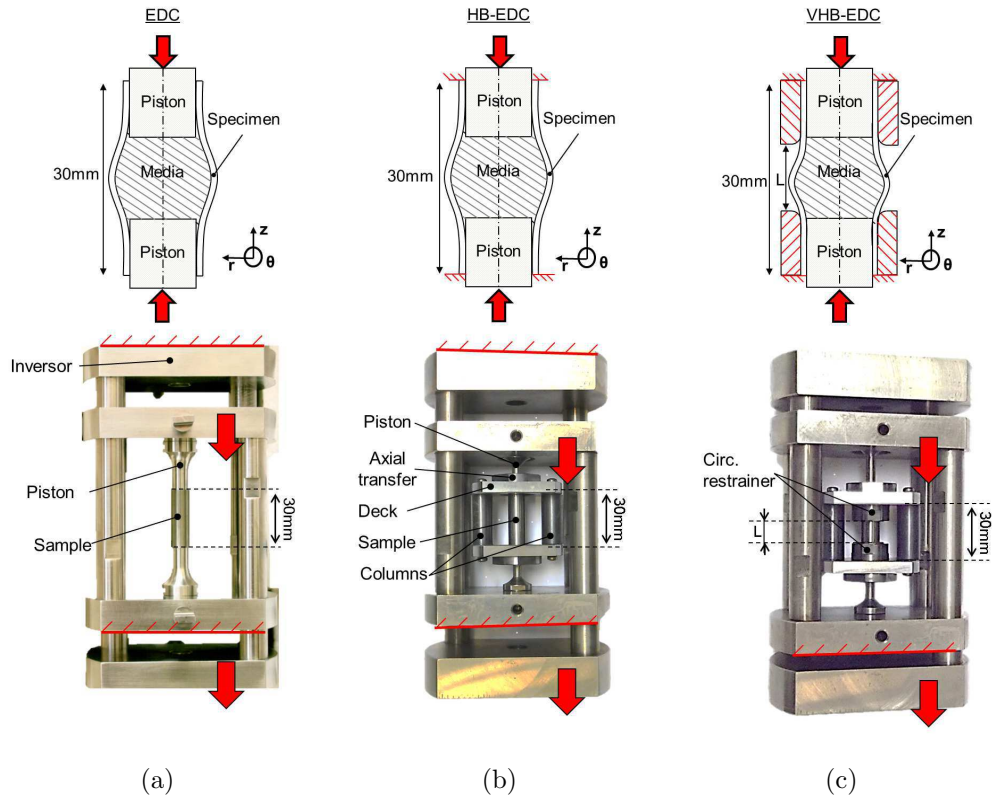 EDC
HB-EDC
VHB-EDC
Piston
Specimen
Media
30mm
Piston
z
r
θ
Piston
Specimen
Media
30mm
Piston
z
r
θ
Piston
Specimen
Media
30mm
L
Piston
z
r
θ
Inversor
Piston
Sample
30mm
Piston
Axial
transfer
Deck
Sample
Columns
30mm
Circ.
restrainer
L
30mm
(a)
(b)
(c)